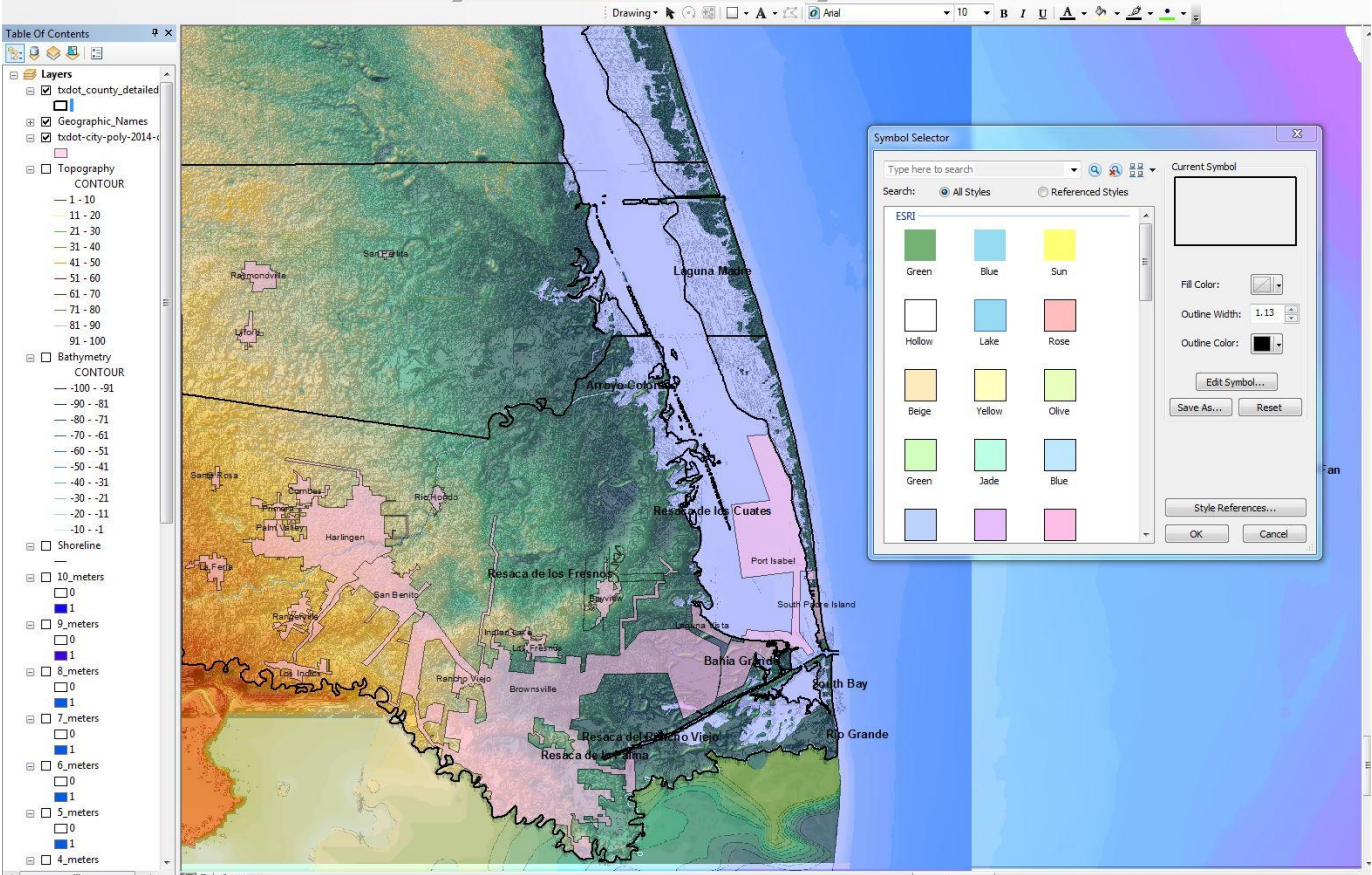 Drawing
Arial
10
B I U A
Table Of Contents
Layers
txdot_county_detailed
Geographic_Names
txdot-city-poly-2014-
Topography
CONTOUR
1 - 10
11 - 20
21 - 30
31 - 40
41 - 50
51 - 60
61 - 70
71 - 80
81 - 90
91 - 100
Bathymetry
CONTOUR
-100 - -91
-90 - -81
-80 - -71
-70 - -61
-60 - -51
-50 - -41
-40 - -31
-30 - -21
-20 - -11
-10 - -1
Shoreline
10_meters
0
1
9_meters
0
1
8_meters
0
1
7_meters
0
1
6_meters
0
1
5_meters
0
1
4_meters
San Perlita
Raymondville
Lyford
Laguna Madre
Arroyo Colorado
Santa Rosa
Combes
Primera
Palm Valley
Harlingen
Rio Hondo
Resaca de los Cuates
La Feria
Port Isabel
Resaca de los Fresnos
San Benito
Bayview
South Padre Island
Rangerville
Laguna Vista
Indian Lake
Los Fresnos
Bahia Grande
Los Indios
Rancho Viejo
Brownsville
South Bay
Resaca del Rancho Viejo
Rio Grande
Resaca de la Palma
Fan
Symbol Selector
Type here to search
Search:
All Styles
Referenced Styles
ESRI
Green
Blue
Sun
Hollow
Lake
Rose
Beige
Yellow
Olive
Green
Jade
Blue
Current Symbol
Fill Color:
Outline Width:
1.13
Outline Color:
Edit Symbol...
Save As...
Reset
Style References...
OK
Cancel